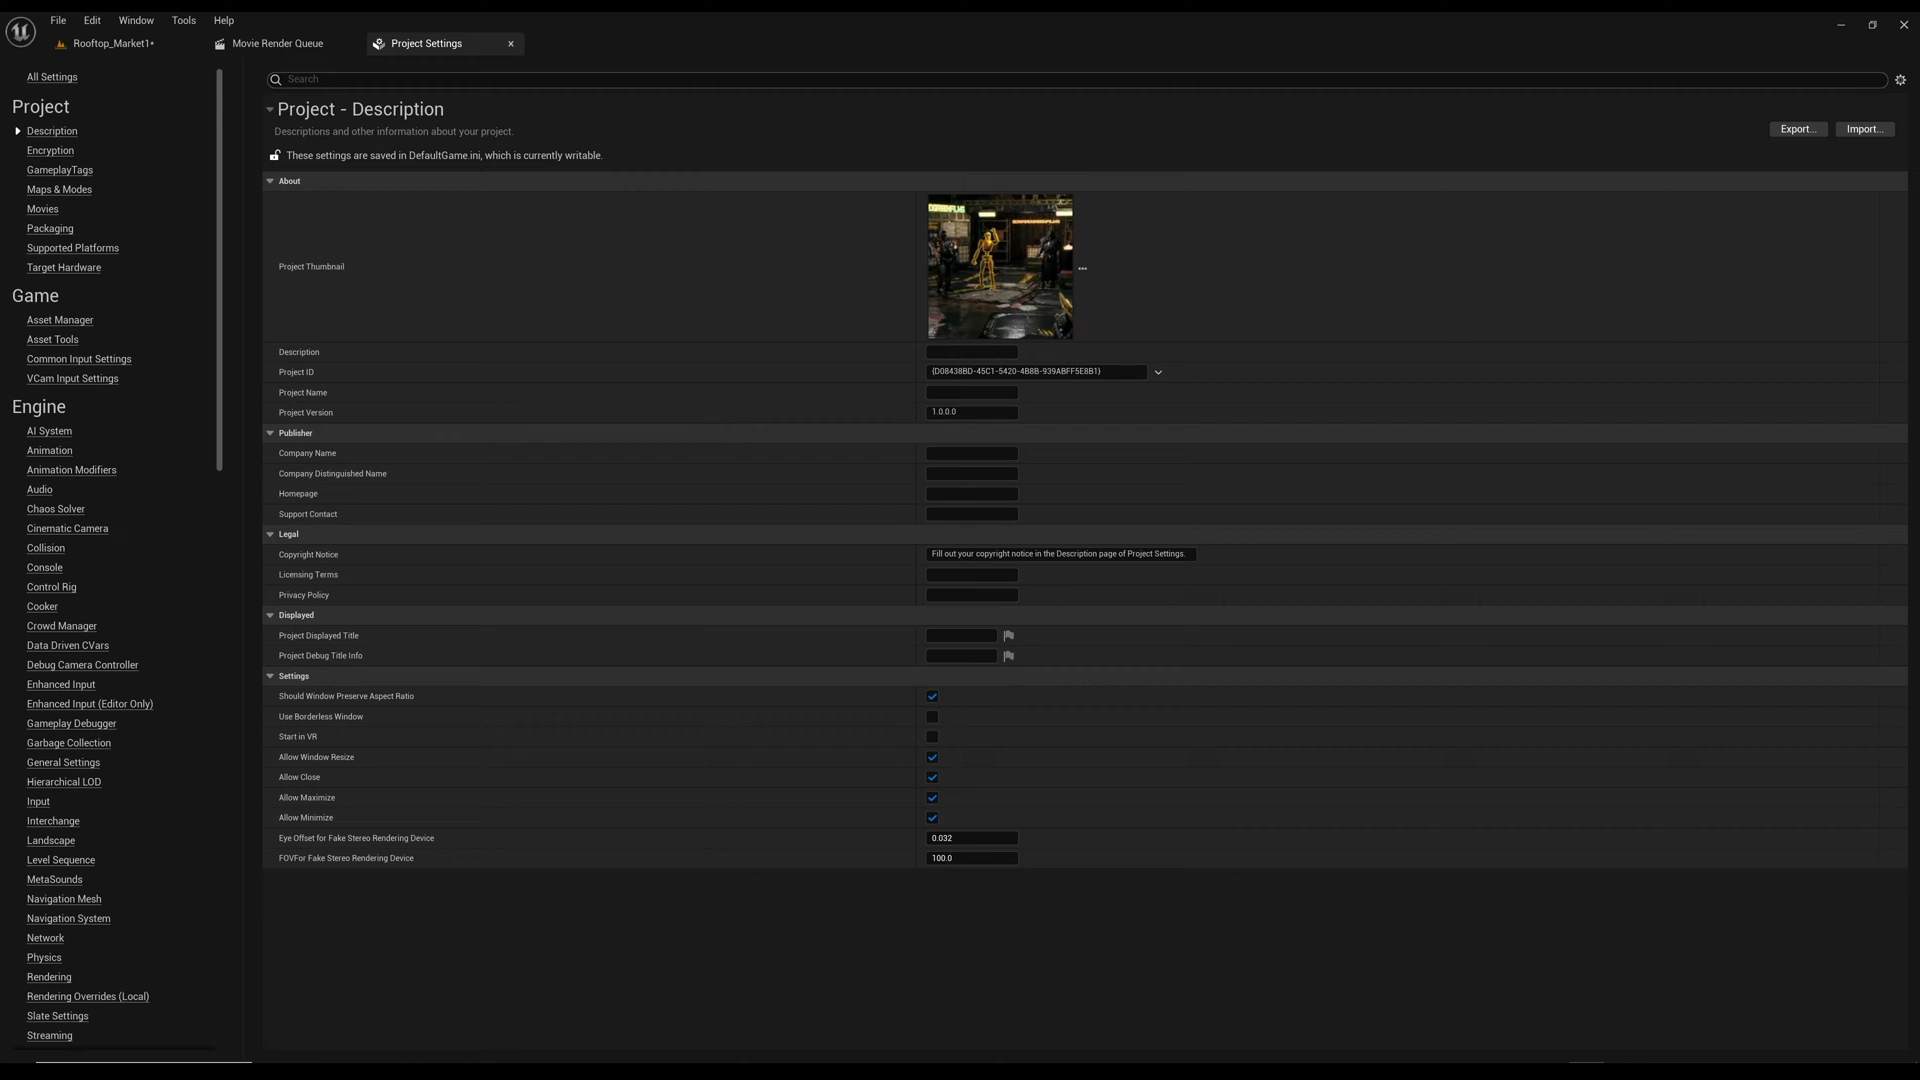 File Edit Window Tools Help
Rooftop_Market1* Movie Render Queue Project Settings
All Settings
Project
Description
Encryption
GameplayTags
Maps & Modes
Movies
Packaging
Supported Platforms
Target Hardware
Game
Asset Manager
Asset Tools
Common Input Settings
VCam Input Settings
Engine
AI System
Animation
Animation Modifiers
Audio
Chaos Solver
Cinematic Camera
Collision
Console
Control Rig
Cooker
Crowd Manager
Data Driven CVars
Debug Camera Controller
Enhanced Input
Enhanced Input (Editor Only)
Gameplay Debugger
Garbage Collection
General Settings
Hierarchical LOD
Input
Interchange
Landscape
Level Sequence
MetaSounds
Navigation Mesh
Navigation System
Network
Physics
Rendering
Rendering Overrides (Local)
Slate Settings
Streaming
Search
Project - Description
Descriptions and other information about your project.
Export... Import...
These settings are saved in DefaultGame.ini, which is currently writable.
About
Project Thumbnail
Description
Project ID {D08438BD-45C1-5420-4B8B-939ABFF5E8B1}
Project Name
Project Version 1.0.0.0
Publisher
Company Name
Company Distinguished Name
Homepage
Support Contact
Legal
Copyright Notice Fill out your copyright notice in the Description page of Project Settings.
Licensing Terms
Privacy Policy
Displayed
Project Displayed Title
Project Debug Title Info
Settings
Should Window Preserve Aspect Ratio
Use Borderless Window
Start in VR
Allow Window Resize
Allow Close
Allow Maximize
Allow Minimize
Eye Offset for Fake Stereo Rendering Device 0.032
FOVFor Fake Stereo Rendering Device 100.0